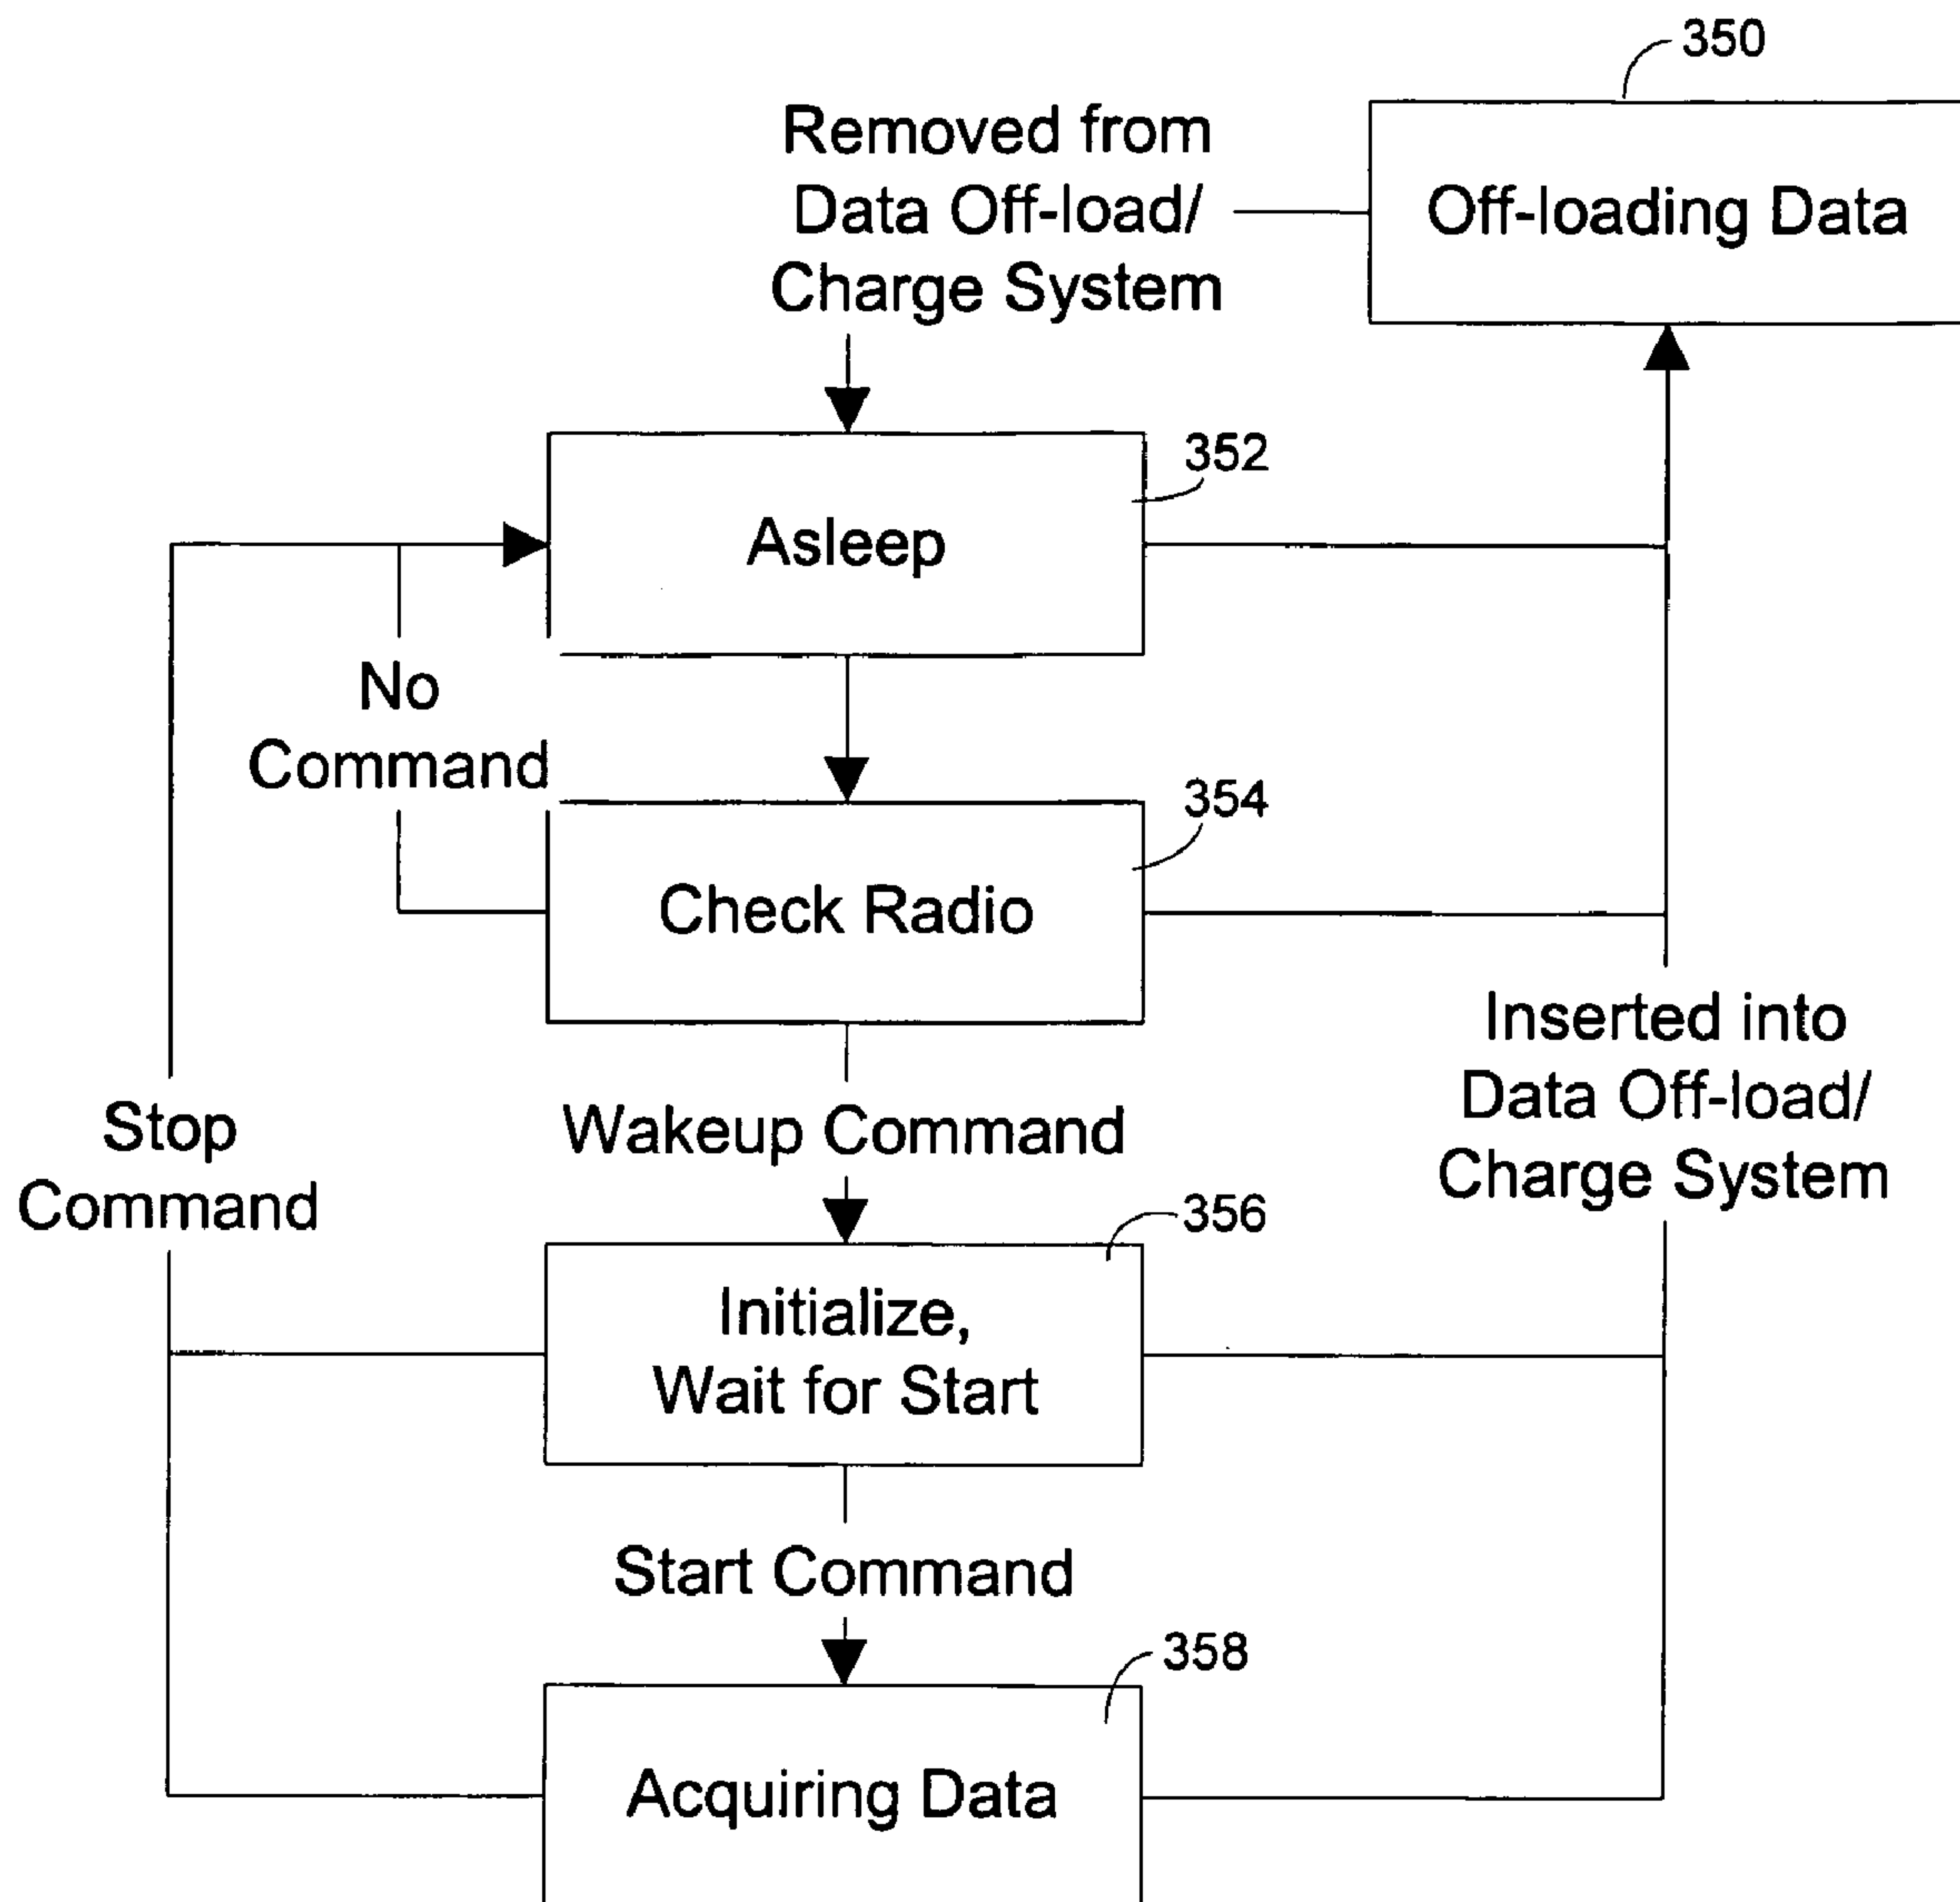 350
Removed from
Data Off-load/
Charge System
Off-loading Data
352
Asleep
No
Command
354
Check Radio
Inserted into
Data Off-load/
Charge System
Stop
Command
Wakeup Command
356
Initialize,
Wait for Start
Start Command
358
Acquiring Data